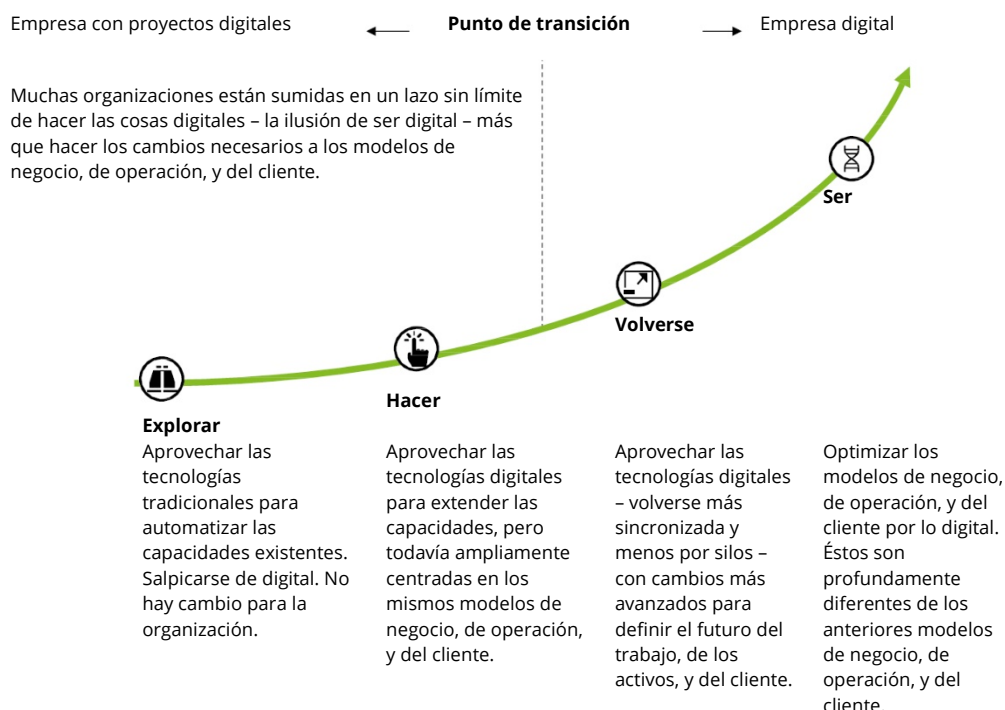 Empresa con proyectos digitales
Punto de transición
Empresa digital
Muchas organizaciones están sumidas en un lazo sin límite
de hacer las cosas digitales – la ilusión de ser digital – más
que hacer los cambios necesarios a los modelos de
negocio, de operación, y del cliente.
Ser
Volverse
Hacer
Explorar
Aprovechar las
tecnologías
tradicionales para
automatizar las
capacidades existentes.
Salpicarse de digital. No
hay cambio para la
organización.
Aprovechar las
tecnologías digitales
para extender las
capacidades, pero
todavía ampliamente
centradas en los
mismos modelos de
negocio, de operación,
y del cliente.
Aprovechar las
tecnologías digitales
– volverse más
sincronizada y
menos por silos –
con cambios más
avanzados para
definir el futuro del
trabajo, de los
activos, y del cliente.
Optimizar los
modelos de negocio,
de operación, y del
cliente por lo digital.
Éstos son
profundamente
diferentes de los
anteriores modelos
de negocio, de
operación, y del
cliente.